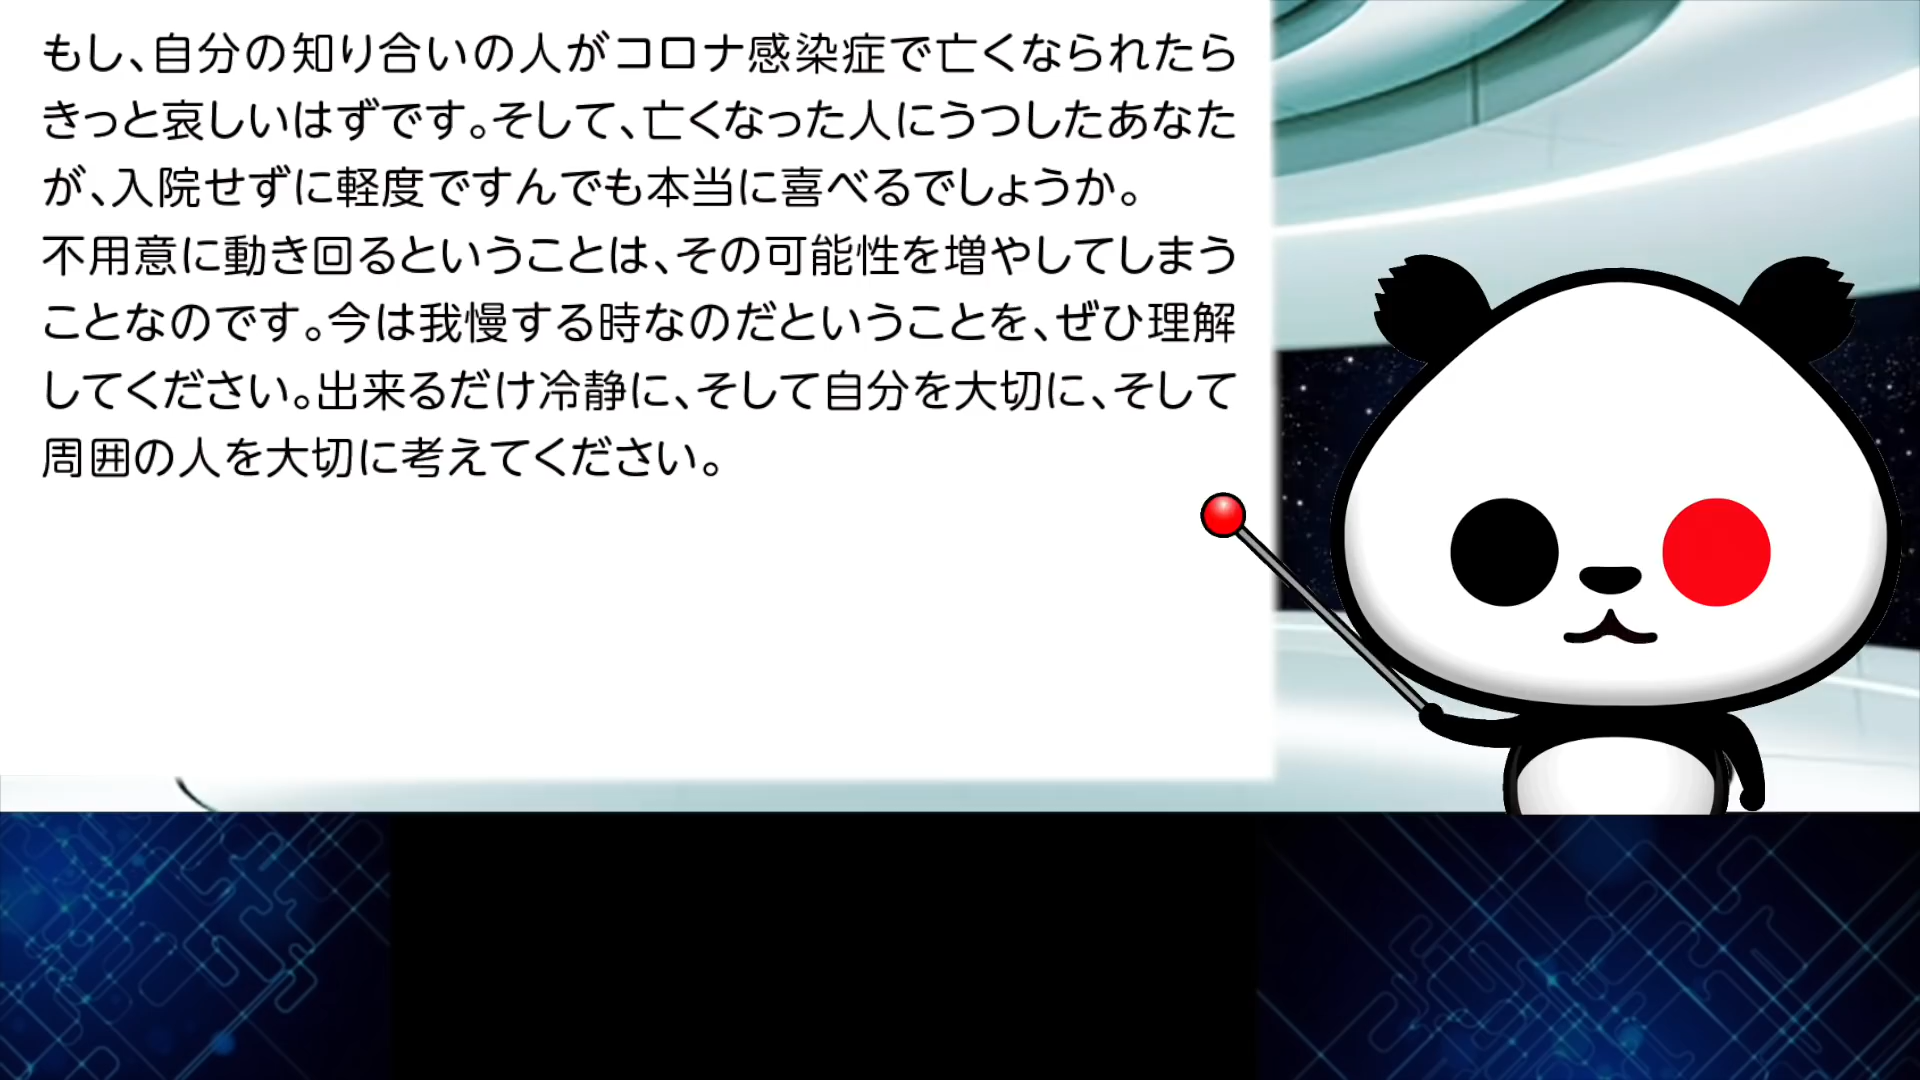 もし、自分の知り合いの人がコロナ感染症で亡くなられたら
きっと哀しいはずです。そして、亡くなった人にうつしたあなた
が、入院せずに軽度ですんでも本当に喜べるでしょうか。
不用意に動き回るということは、その可能性を増やしてしまう
ことなのです。今は我慢する時なのだということを、ぜひ理解
してください。出来るだけ冷静に、そして自分を大切に、そして
周囲の人を大切に考えてください。